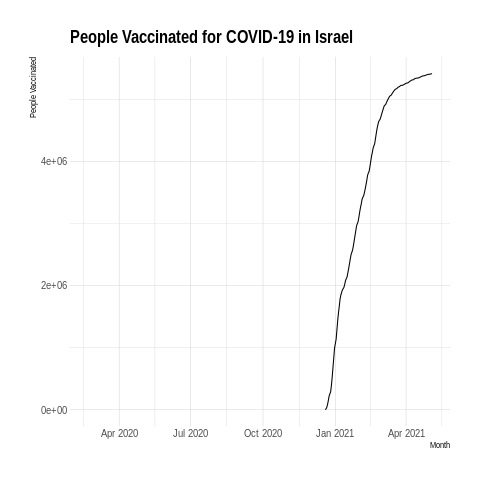 People Vaccinated for COVID-19 in Israel
People Vaccinated
4e+06
2e+06
0e+00
Apr 2020 Jul 2020 Oct 2020 Jan 2021 Apr 2021
Month